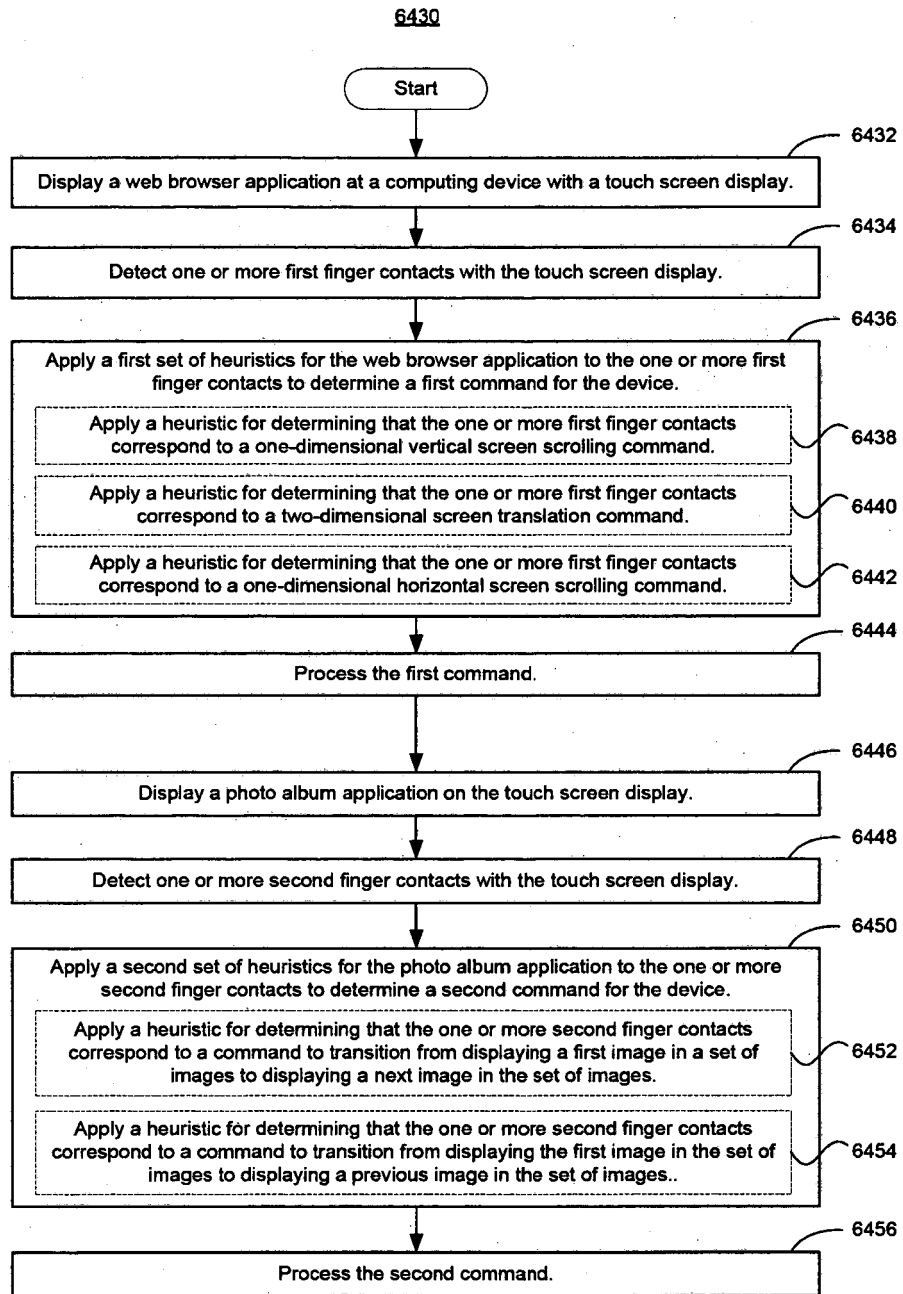 6430
Start
6432
Display a web browser application at a computing device with a touch screen display.
6434
Detect one or more first finger contacts with the touch screen display.
6436
Apply a first set of heuristics for the web browser application to the one or more first
finger contacts to determine a first command for the device.
Apply a heuristic for determining that the one or more first finger contacts
correspond to a one-dimensional vertical screen scrolling command.
6438
Apply a heuristic for determining that the one or more first finger contacts
correspond to a two-dimensional screen translation command.
6440
Apply a heuristic for determining that the one or more first finger contacts
correspond to a one-dimensional horizontal screen scrolling command.
6442
6444
Process the first command.
6446
Display a photo album application on the touch screen display.
6448
Detect one or more second finger contacts with the touch screen display.
6450
Apply a second set of heuristics for the photo album application to the one or more
second finger contacts to determine a second command for the device.
Apply a heuristic for determining that the one or more second finger contacts
correspond to a command to transition from displaying a first image in a set of
images to displaying a next image in the set of images.
6452
Apply a heuristic for determining that the one or more second finger contacts
correspond to a command to transition from displaying the first image in the set of
images to displaying a previous image in the set of images..
6454
6456
Process the second command.